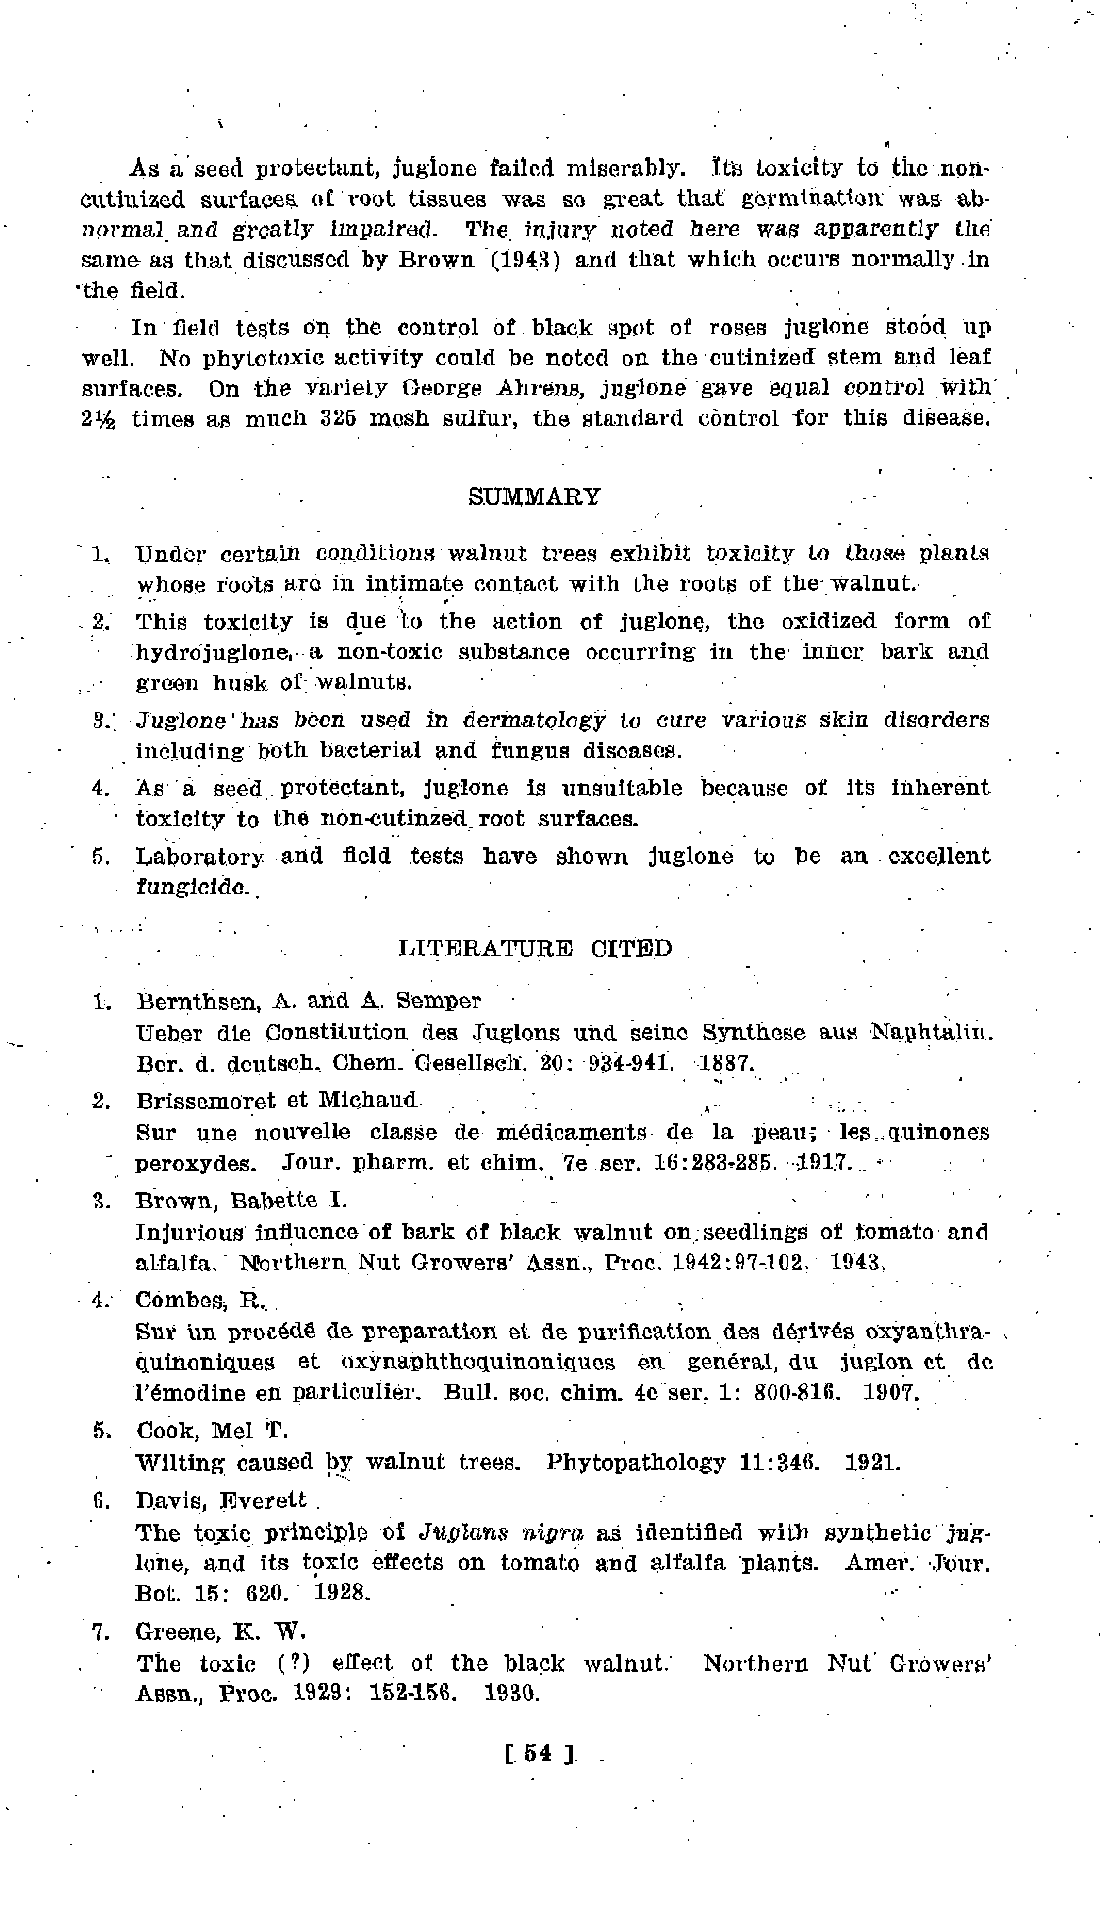 As a seed protectant, juglone failed miserably. Its toxicity to the non-
cutinized surfaces of root tissues was so great that germination was ab-
normal and greatly impaired. The injury noted here was apparently the
same as that discussed by Brown (1943) and that which occurs normally in
the field.
In field tests on the control of black spot of roses juglone stood up
well. No phytotoxic activity could be noted on the cutinized stem and leaf
surfaces. On the variety George Ahrens, juglone gave equal control with
2½ times as much 325 mesh sulfur, the standard control for this disease.
SUMMARY
1. Under certain conditions walnut trees exhibit toxicity to those plants
whose roots are in intimate contact with the roots of the walnut.
2. This toxicity is due to the action of juglone, the oxidized form of
hydrojuglone, a non-toxic substance occurring in the inner bark and
green husk of walnuts.
3. Juglone has been used in dermatology to cure various skin disorders
including both bacterial and fungus diseases.
4. As a seed protectant, juglone is unsuitable because of its inherent
toxicity to the non-cutinzed root surfaces.
5. Laboratory and field tests have shown juglone to be an excellent
fungicide.
LITERATURE CITED
1. Bernthsen, A. and A. Semper
Ueber die Constitution des Juglons und seine Synthese aus Naphtalin.
Ber. d. deutsch. Chem. Gesellsch. 20: 934-941. 1887.
2. Brissemoret et Michaud
Sur une nouvelle classe de médicaments de la peau; les quinones
peroxydes. Jour. pharm. et chim. 7e ser. 16:283-285. 1917.
3. Brown, Babette I.
Injurious influence of bark of black walnut on seedlings of tomato and
alfalfa. Northern Nut Growers' Assn., Proc. 1942:97-102. 1943.
4. Combes, R.
Sur un procédé de preparation et de purification des dérivés oxyanthra-
quinoniques et oxynaphthoquinoniques en genéral, du juglon et de
l'émodine en particulier. Bull. soc. chim. 4e ser. 1: 800-816. 1907.
5. Cook, Mel T.
Wilting caused by walnut trees. Phytopathology 11:346. 1921.
6. Davis, Everett
The toxic principle of Juglans nigra as identified with synthetic jug-
lone, and its toxic effects on tomato and alfalfa plants. Amer. Jour.
Bot. 15: 620. 1928.
7. Greene, K. W.
The toxic (?) effect of the black walnut. Northern Nut Growers'
Assn., Proc. 1929: 152-156. 1930.
[ 54 ]